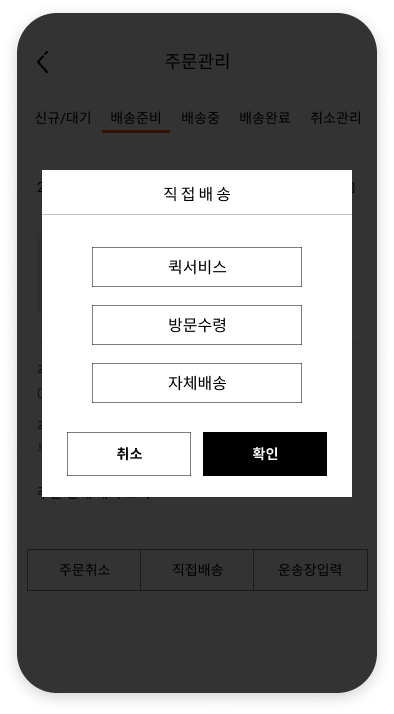 주문관리
신규/대기 배송준비 배송중 배송완료 취소관리
직접배송
퀵서비스
방문수령
자체배송
취소 확인
주문취소 직접배송 운송장입력